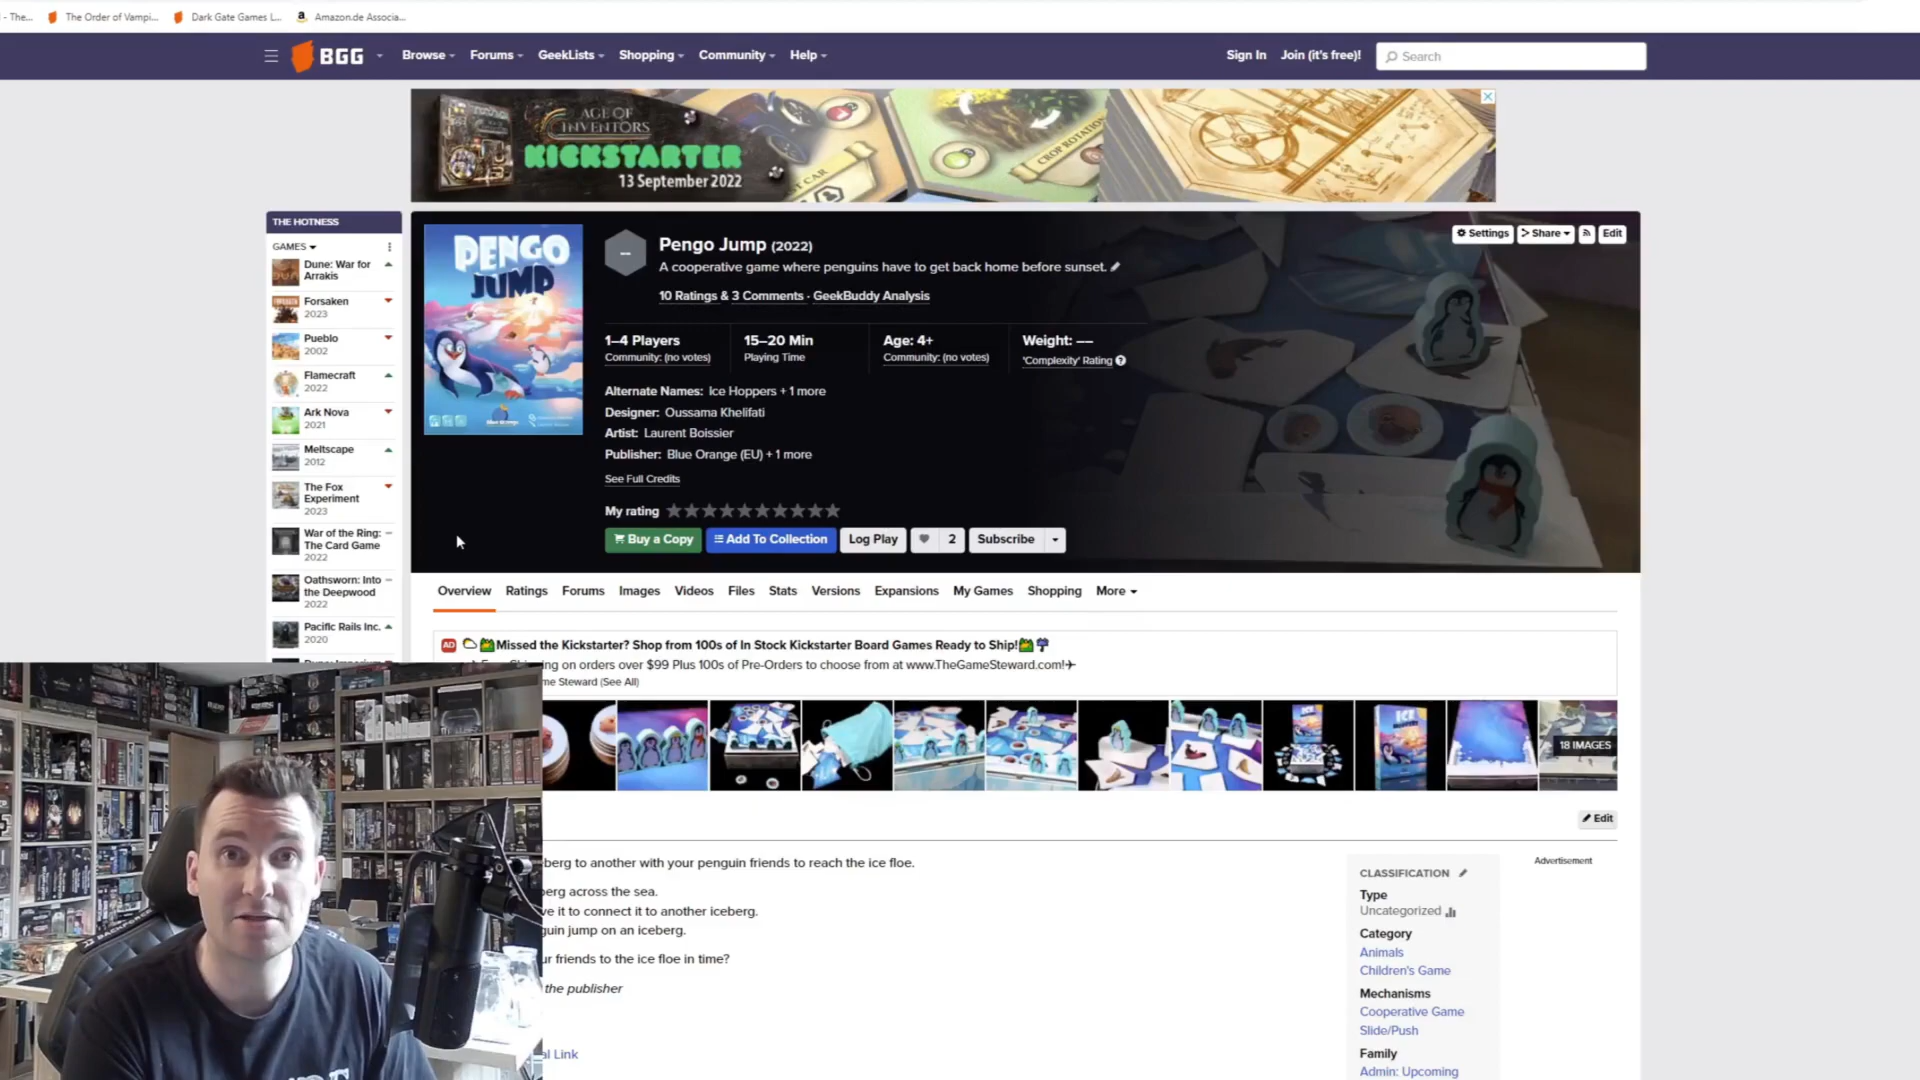 - The...
The Order of Vampi...
Dark Gate Games L...
Amazon.de Associa...
BGG
Browse
Forums
GeekLists
Shopping
Community
Help
Sign In
Join (it's free)!
Search
AGE OF
INVENTORS
KICKSTARTER
13 September 2022
CROP ROTATION
THE HOTNESS
GAMES
Dune: War for
Arrakis
Forsaken
2023
Pueblo
2002
Flamecraft
2022
Ark Nova
2021
Meltscape
2012
The Fox
Experiment
2023
War of the Ring:
The Card Game
2022
Oathsworn: Into
the Deepwood
2022
Pacific Rails Inc.
2020
PENGO
JUMP
--
Pengo Jump (2022)
A cooperative game where penguins have to get back home before sunset.
10 Ratings & 3 Comments · GeekBuddy Analysis
1–4 Players
Community: (no votes)
15–20 Min
Playing Time
Age: 4+
Community: (no votes)
Weight: --
'Complexity' Rating
Alternate Names: Ice Hoppers + 1 more
Designer: Oussama Khelifati
Artist: Laurent Boissier
Publisher: Blue Orange (EU) + 1 more
See Full Credits
My rating
Buy a Copy
Add To Collection
Log Play
2
Subscribe
Settings
Share
Edit
Overview
Ratings
Forums
Images
Videos
Files
Stats
Versions
Expansions
My Games
Shopping
More
AD
Missed the Kickstarter? Shop from 100s of In Stock Kickstarter Board Games Ready to Ship!
on orders over $99 Plus 100s of Pre-Orders to choose from at www.TheGameSteward.com!
me Steward (See All)
18 IMAGES
Edit
berg to another with your penguin friends to reach the ice floe.
erg across the sea.
ve it to connect it to another iceberg.
guin jump on an iceberg.
ur friends to the ice floe in time?
the publisher
al Link
CLASSIFICATION
Type
Uncategorized
Category
Animals
Children's Game
Mechanisms
Cooperative Game
Slide/Push
Family
Admin: Upcoming
Advertisement